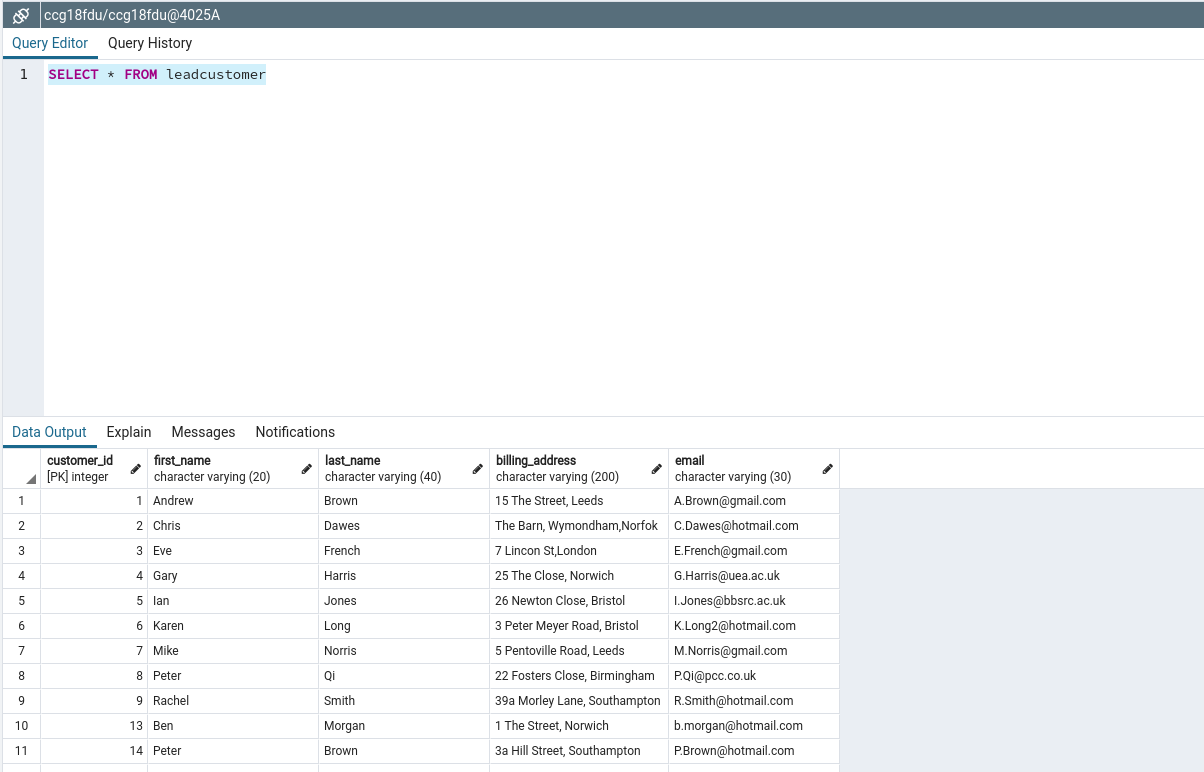 ccg18fdu/ccg18fdu@4025A
Query Editor Query History
1 SELECT * FROM leadcustomer
Data Output Explain Messages Notifications
customer_id first_name last_name billing_address email
[PK] integer character varying (20) character varying (40) character varying (200) character varying (30)
1 1 Andrew Brown 15 The Street, Leeds A.Brown@gmail.com
2 2 Chris Dawes The Barn, Wymondham,Norfok C.Dawes@hotmail.com
3 3 Eve French 7 Lincon St,London E.French@gmail.com
4 4 Gary Harris 25 The Close, Norwich G.Harris@uea.ac.uk
5 5 Ian Jones 26 Newton Close, Bristol I.Jones@bbsrc.ac.uk
6 6 Karen Long 3 Peter Meyer Road, Bristol K.Long2@hotmail.com
7 7 Mike Norris 5 Pentoville Road, Leeds M.Norris@gmail.com
8 8 Peter Qi 22 Fosters Close, Birmingham P.Qi@pcc.co.uk
9 9 Rachel Smith 39a Morley Lane, Southampton R.Smith@hotmail.com
10 13 Ben Morgan 1 The Street, Norwich b.morgan@hotmail.com
11 14 Peter Brown 3a Hill Street, Southampton P.Brown@hotmail.com